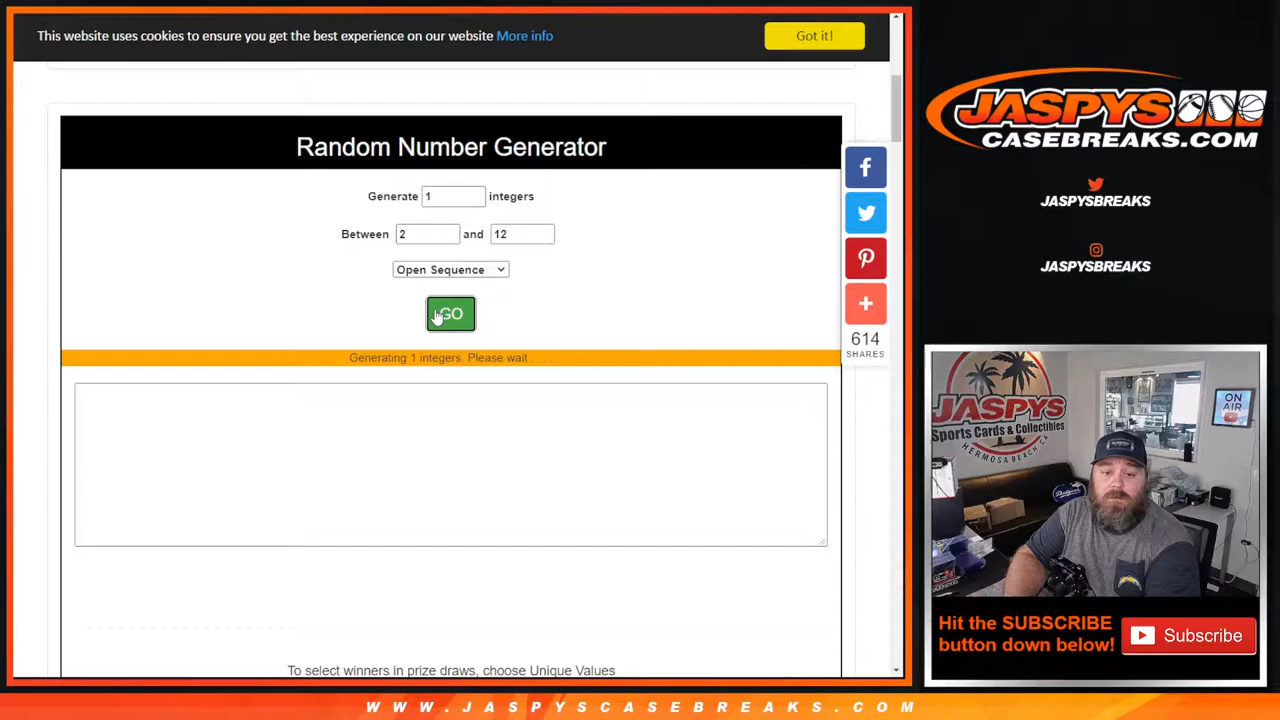 This website uses cookies to ensure you get the best experience on our website More info
Got it!
Random Number Generator
Generate 1 integers
Between 2 and 12
Open Sequence
GO
Generating 1 integers. Please wait . . . .
To select winners in prize draws, choose Unique Values
614
SHARES
JASPYS
CASEBREAKS.COM
JASPYSBREAKS
JASPYSBREAKS
JASPYS
Sports Cards & Collectibles
HERMOSA BEACH CA
ON
AIR
Dodgers
Hit the SUBSCRIBE
button down below!
Subscribe
WWW.JASPYSCASEBREAKS.COM